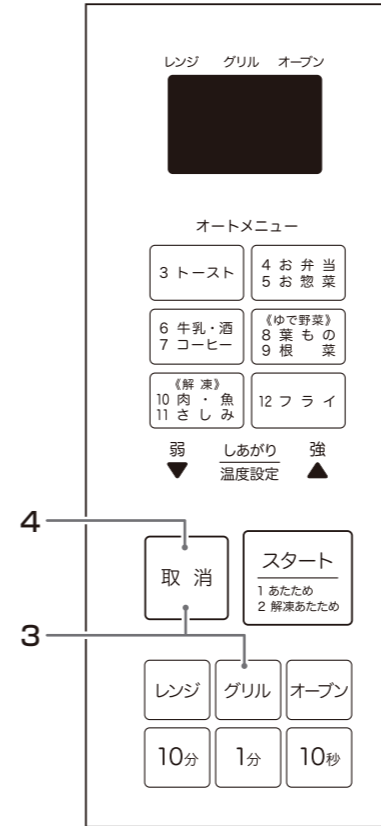 レンジ グリル オーブン
オートメニュー
3 トースト
4 お弁当
5 お惣菜
6 牛乳・酒
7 コーヒー
《ゆで野菜》
8 葉もの
9 根菜
《解凍》
10 肉・魚
11 さしみ
12 フライ
弱 しあがり 強
▼ 温度設定 ▲
4
取消
スタート
1 あたため
2 解凍あたため
3
レンジ グリル オーブン
10分 1分 10秒